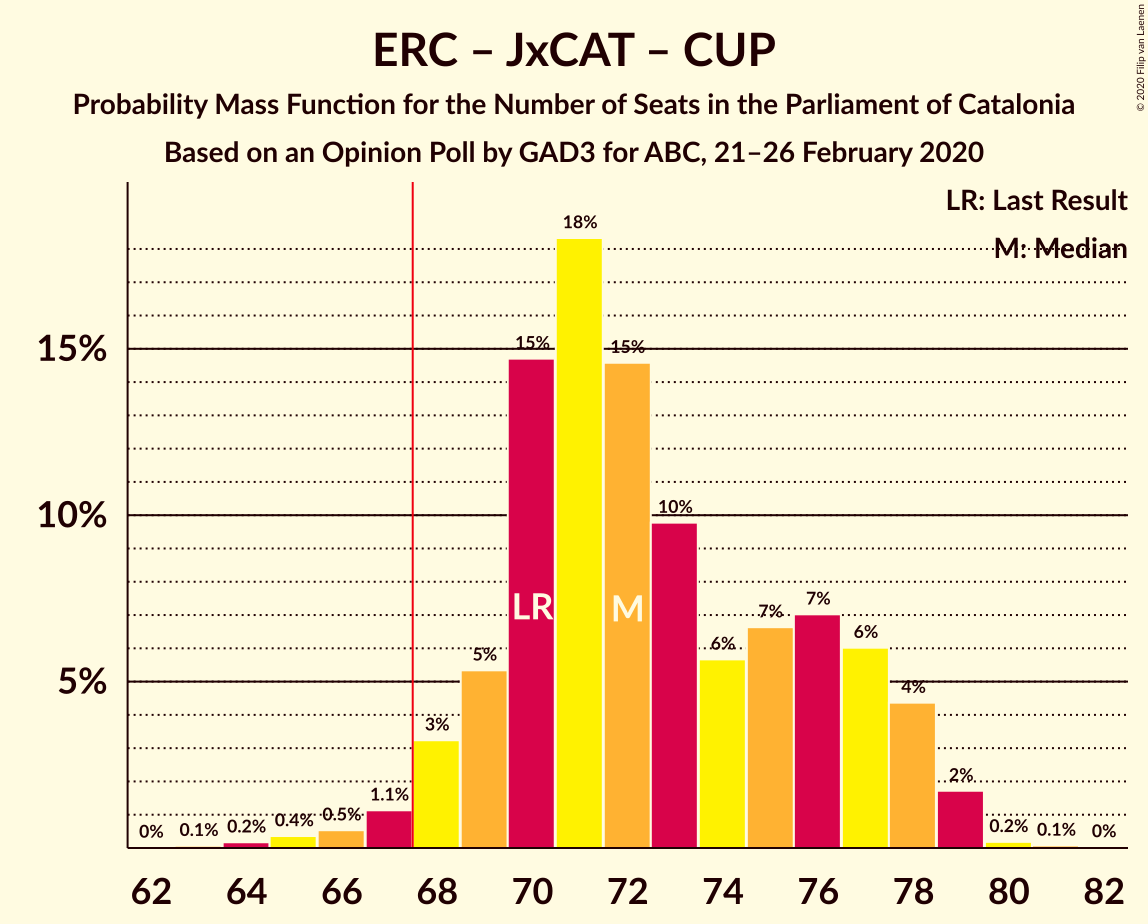 ERC – JxCAT – CUP
Probability Mass Function for the Number of Seats in the Parliament of Catalonia
Based on an Opinion Poll by GAD3 for ABC, 21–26 February 2020
© 2020 Filip van Laenen
LR: Last Result
M: Median
18%
15%
15%
15%
10%
10%
LR
M
7%
7%
6%
6%
5%
5%
4%
3%
2%
1.1%
0.5%
0.4%
0.2%
0.1%
0%
0.2%
0.1%
0%
62 64 66 68 70 72 74 76 78 80 82